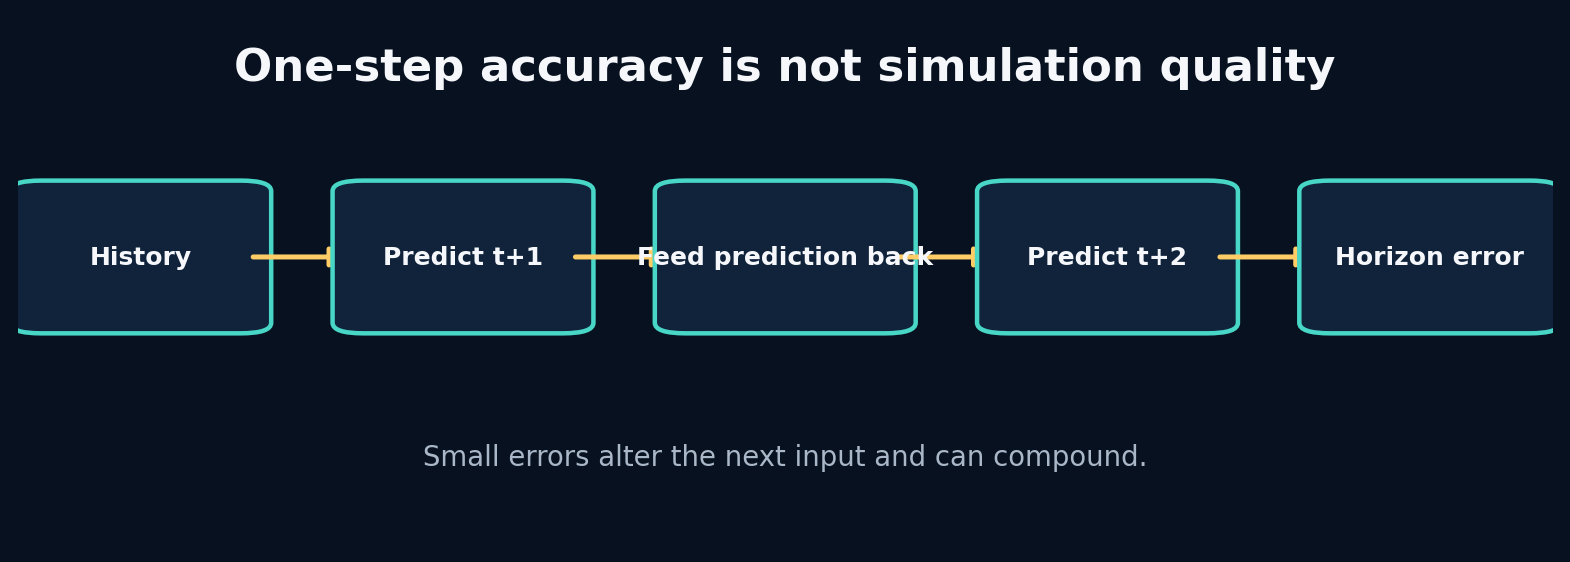 One-step accuracy is not simulation quality
History
Predict t+1
Feed prediction back
Predict t+2
Horizon error
Small errors alter the next input and can compound.